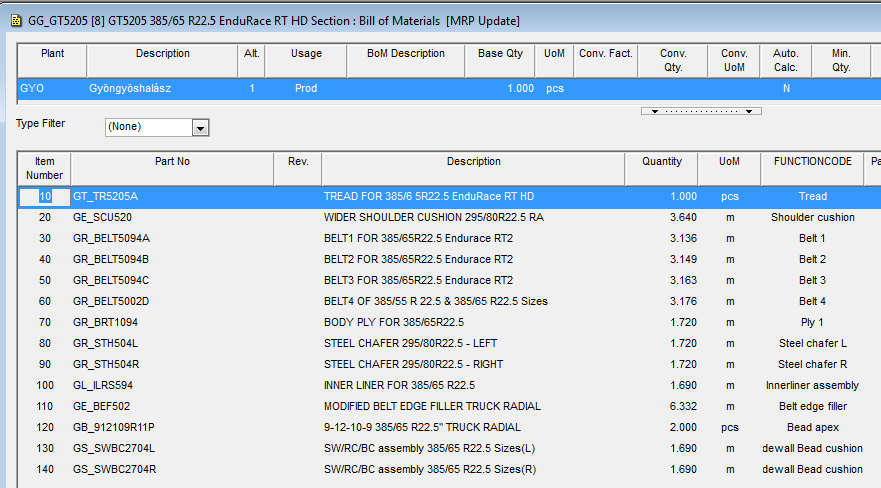 GG_GT5205 [8] GT5205 385/65 R22.5 EnduRace RT HD Section : Bill of Materials [MRP Update]
Plant Description Alt. Usage BoM Description Base Qty UoM Conv. Fact. Conv. Qty. Conv. UoM Auto. Calc. Min. Qty.
GYO Gyöngyöshalász 1 Prod 1.000 pcs N
Type Filter (None)
Item Number Part No Rev. Description Quantity UoM FUNCTIONCODE Pa
10 GT_TR5205A TREAD FOR 385/6 5R22.5 EnduRace RT HD 1.000 pcs Tread
20 GE_SCU520 WIDER SHOULDER CUSHION 295/80R22.5 RA 3.640 m Shoulder cushion
30 GR_BELT5094A BELT1 FOR 385/65R22.5 Endurace RT2 3.136 m Belt 1
40 GR_BELT5094B BELT2 FOR 385/65R22.5 Endurace RT2 3.149 m Belt 2
50 GR_BELT5094C BELT3 FOR 385/65R22.5 Endurace RT2 3.163 m Belt 3
60 GR_BELT5002D BELT4 OF 385/55 R 22.5 & 385/65 R22.5 Sizes 3.176 m Belt 4
70 GR_BRT1094 BODY PLY FOR 385/65R22.5 1.720 m Ply 1
80 GR_STH504L STEEL CHAFER 295/80R22.5 - LEFT 1.720 m Steel chafer L
90 GR_STH504R STEEL CHAFER 295/80R22.5 - RIGHT 1.720 m Steel chafer R
100 GL_ILRS594 INNER LINER FOR 385/65 R22.5 1.690 m Innerliner assembly
110 GE_BEF502 MODIFIED BELT EDGE FILLER TRUCK RADIAL 6.332 m Belt edge filler
120 GB_912109R11P 9-12-10-9 385/65 R22.5" TRUCK RADIAL 2.000 pcs Bead apex
130 GS_SWBC2704L SW/RC/BC assembly 385/65 R22.5 Sizes(L) 1.690 m dewall Bead cushion
140 GS_SWBC2704R SW/RC/BC assembly 385/65 R22.5 Sizes(R) 1.690 m dewall Bead cushion